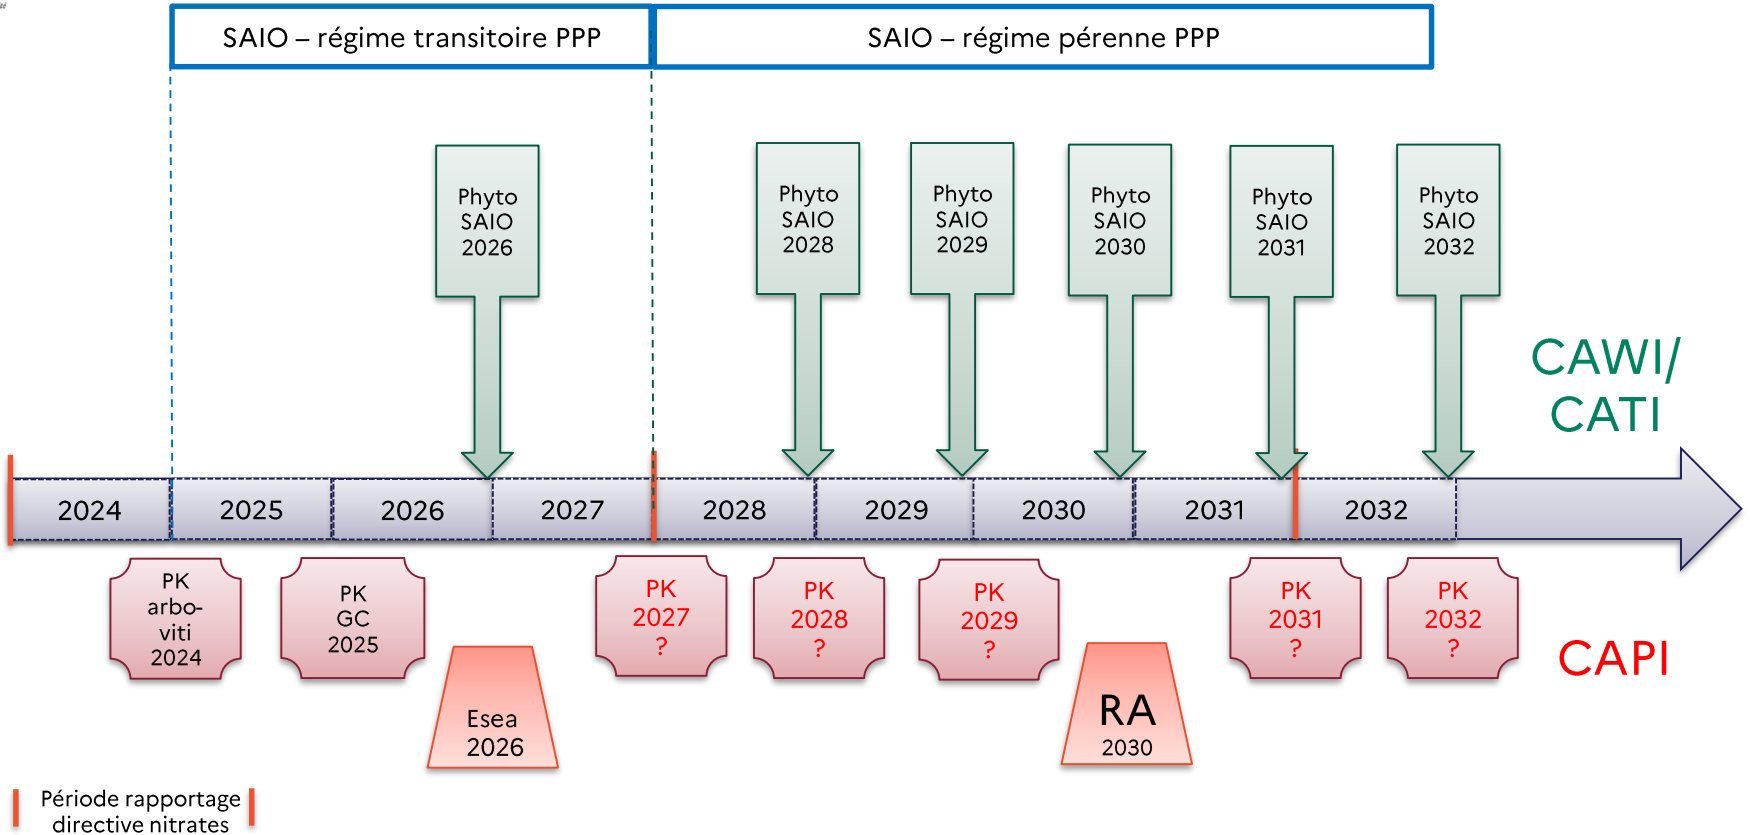 SAIO – régime transitoire PPP
SAIO – régime pérenne PPP
Phyto
SAIO
2026
Phyto
SAIO
2028
Phyto
SAIO
2029
Phyto
SAIO
2030
Phyto
SAIO
2031
Phyto
SAIO
2032
CAWI/
CATI
2024
2025
2026
2027
2028
2029
2030
2031
2032
PK
arbo-
viti
2024
PK
GC
2025
PK
2027
?
PK
2028
?
PK
2029
?
PK
2031
?
PK
2032
?
CAPI
Esea
2026
RA
2030
Période rapportage
directive nitrates